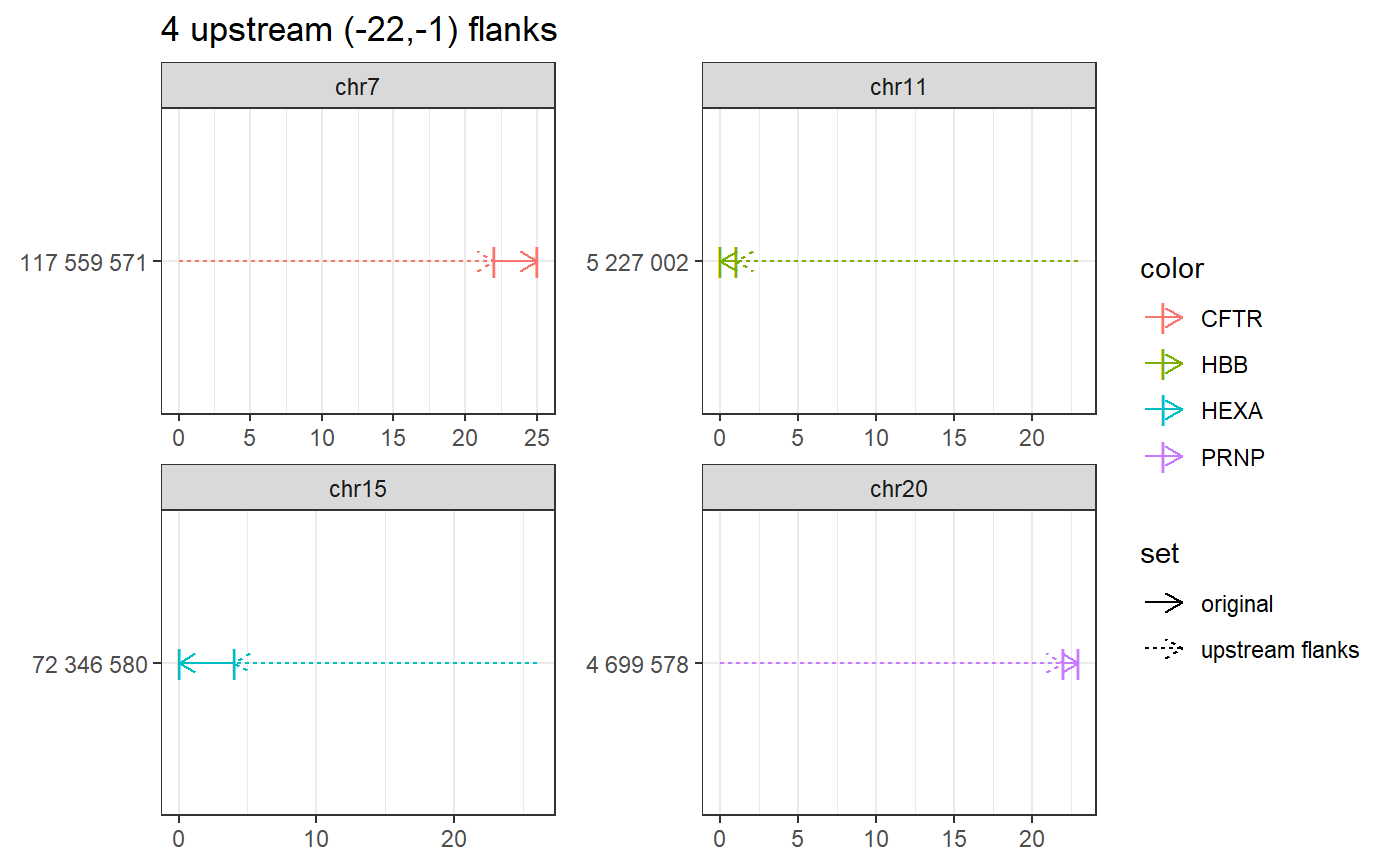 4 upstream (-22,-1) flanks
chr7
117 559 571
0 5 10 15 20 25
chr11
5 227 002
0 5 10 15 20
chr15
72 346 580
0 10 20
chr20
4 699 578
0 5 10 15 20
color
CFTR
HBB
HEXA
PRNP
set
original
upstream flanks